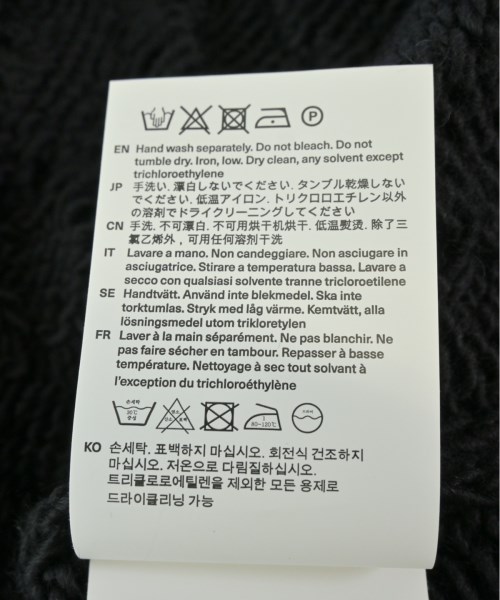 P
EN Hand wash separately. Do not bleach. Do not
tumble dry. Iron, low. Dry clean, any solvent except
trichloroethylene
JP 手洗い. 漂白しないでください. タンブル乾燥しない
でください. 低温アイロン. トリクロロエチレン以外
の溶剤でドライクリーニングしてください
CN 手洗. 不可漂白. 不可用烘干机烘干. 低温熨烫. 除了三
氯乙烯外，可用任何溶剂干洗
IT Lavare a mano. Non candeggiare. Non asciugare in
asciugatrice. Stirare a temperatura bassa. Lavare a
secco con qualsiasi solvente tranne tricloroetilene
SE Handtvätt. Använd inte blekmedel. Ska inte
torktumlas. Stryk med låg värme. Kemtvätt, alla
lösningsmedel utom trikloretylen
FR Laver à la main séparément. Ne pas blanchir. Ne
pas faire sécher en tambour. Repasser à basse
température. Nettoyage à sec tout solvant à
l'exception du trichloroéthylène
손세탁
30℃
중성
80-120℃
KO 손세탁. 표백하지 마십시오. 회전식 건조하지
마십시오. 저온으로 다림질하십시오.
트리클로로에틸렌을 제외한 모든 용제로
드라이클리닝 가능